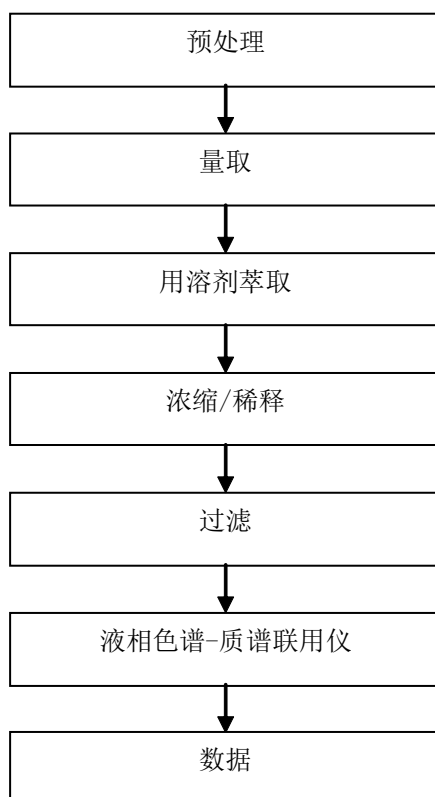 预处理
量取
用溶剂萃取
浓缩/稀释
过滤
液相色谱-质谱联用仪
数据